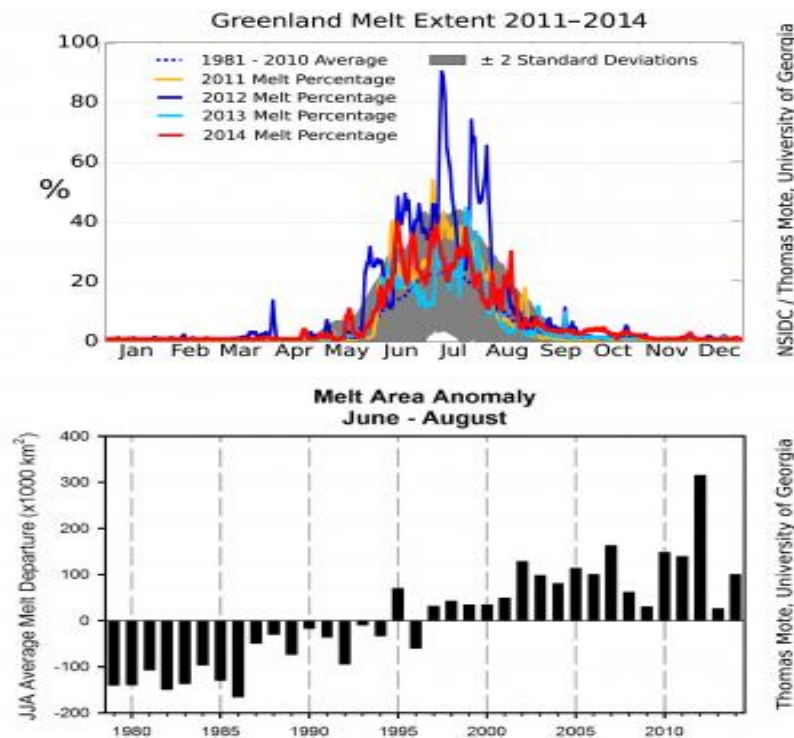 Greenland Melt Extent 2011–2014
100
80
60
40
20
0
%
1981 - 2010 Average
2011 Melt Percentage
2012 Melt Percentage
2013 Melt Percentage
2014 Melt Percentage
± 2 Standard Deviations
Jan Feb Mar Apr May Jun Jul Aug Sep Oct Nov Dec
NSIDC / Thomas Mote, University of Georgia
Melt Area Anomaly
June - August
JJA Average Melt Departure (x1000 km²)
400
300
200
100
0
-100
-200
1980 1985 1990 1995 2000 2005 2010
Thomas Mote, University of Georgia